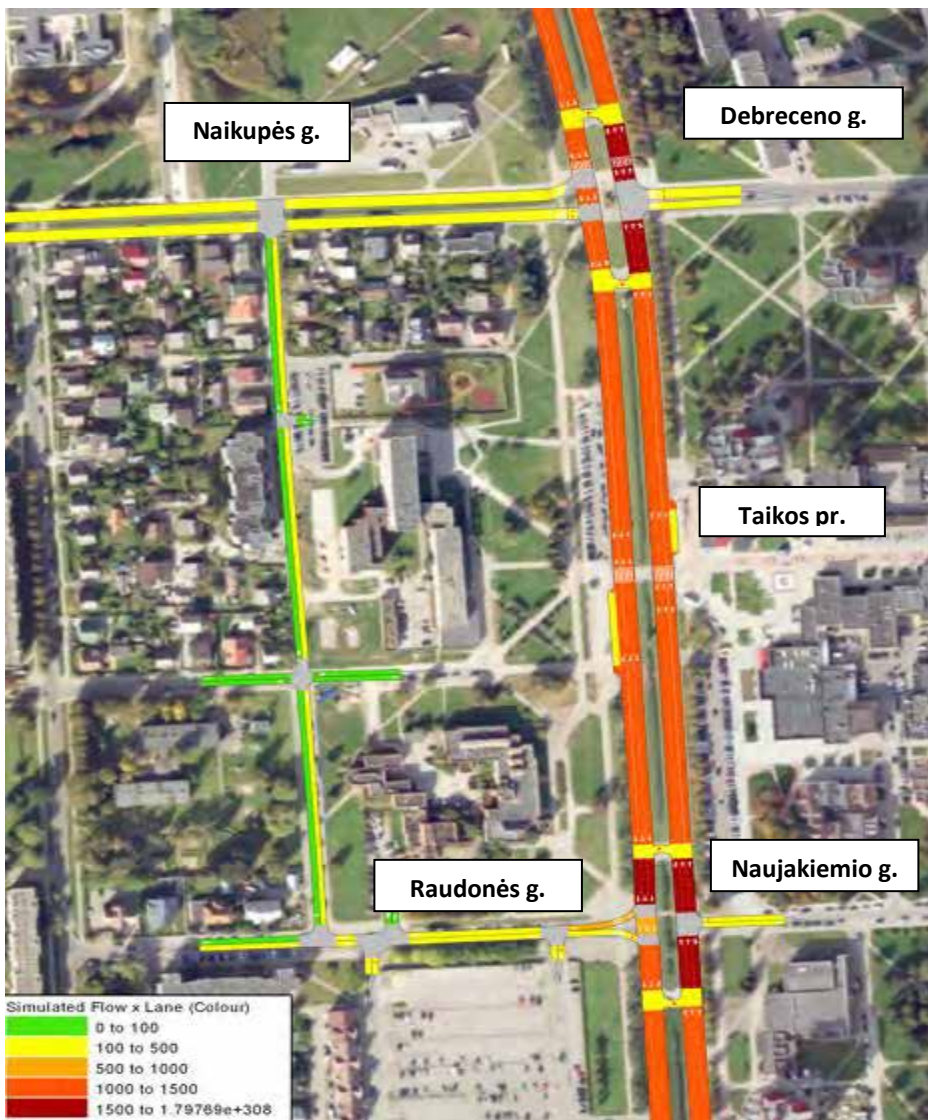 Naikupės g.
Debreceno g.
Taikos pr.
Naujakiemio g.
Raudonės g.
Simulated Flow x Lane (Colour)
0 to 100
100 to 500
500 to 1000
1000 to 1500
1500 to 1.79769e+308